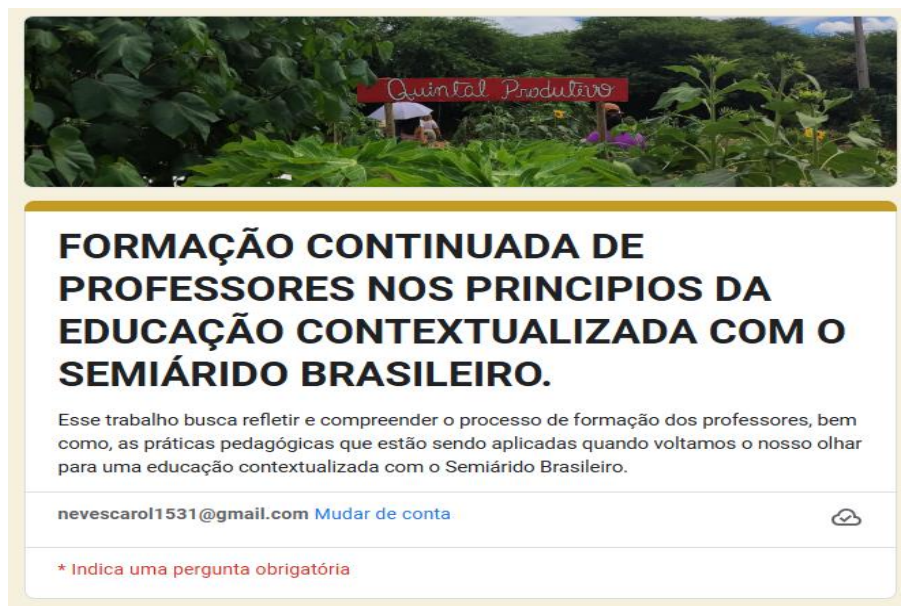 Quintal Produtivo
FORMAÇÃO CONTINUADA DE
PROFESSORES NOS PRINCIPIOS DA
EDUCAÇÃO CONTEXTUALIZADA COM O
SEMIÁRIDO BRASILEIRO.
Esse trabalho busca refletir e compreender o processo de formação dos professores, bem
como, as práticas pedagógicas que estão sendo aplicadas quando voltamos o nosso olhar
para uma educação contextualizada com o Semiárido Brasileiro.
nevescarol1531@gmail.com Mudar de conta
* Indica uma pergunta obrigatória